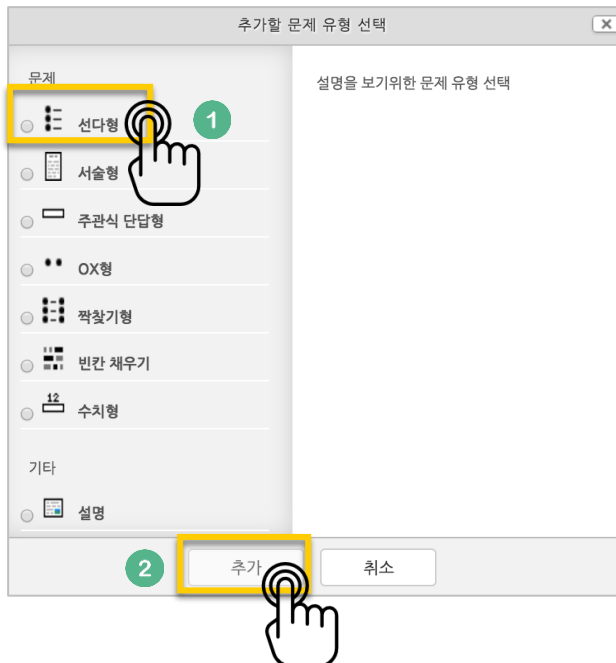 추가할 문제 유형 선택
x
문제
설명을 보기위한 문제 유형 선택
선다형
1
서술형
주관식 단답형
OX형
짝찾기형
빈칸 채우기
12
수치형
기타
설명
2
추가
취소